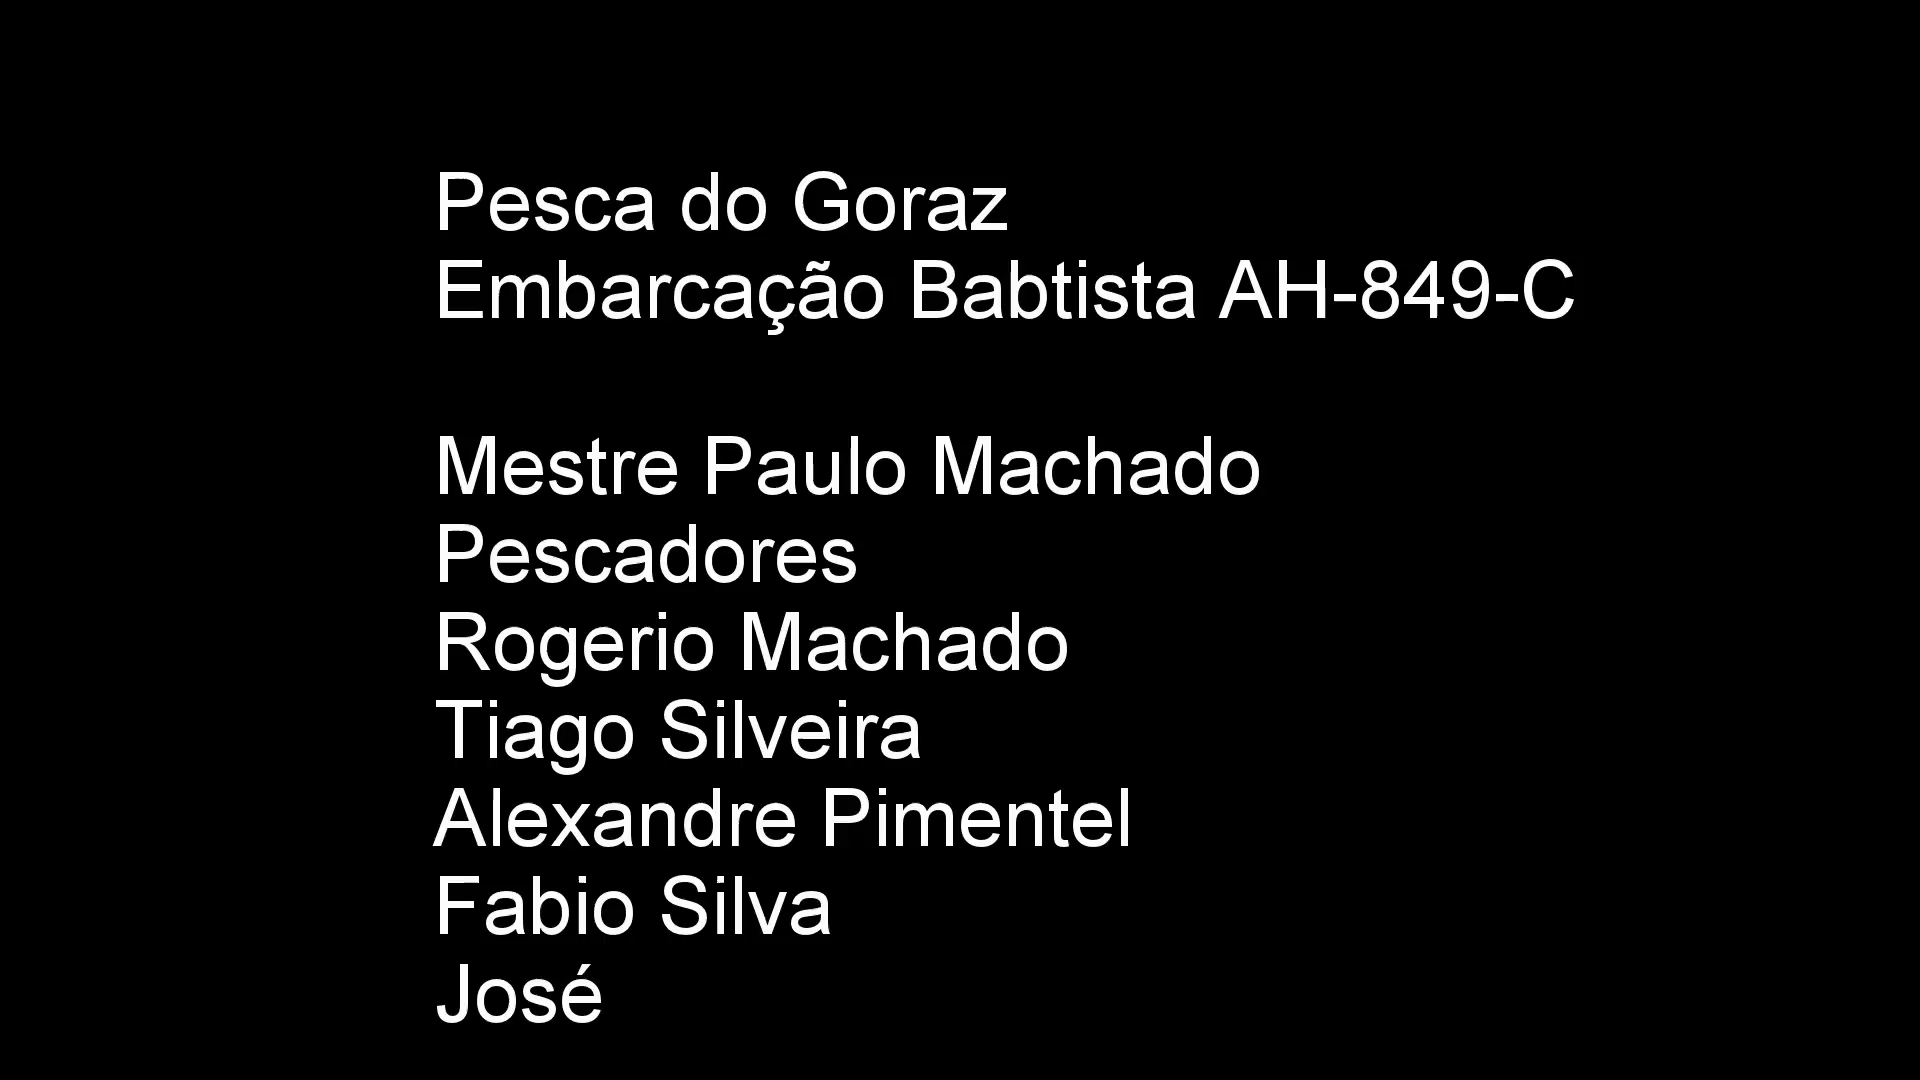 Pesca do Goraz
Embarcação Babtista AH-849-C
Mestre Paulo Machado
Pescadores
Rogerio Machado
Tiago Silveira
Alexandre Pimentel
Fabio Silva
José